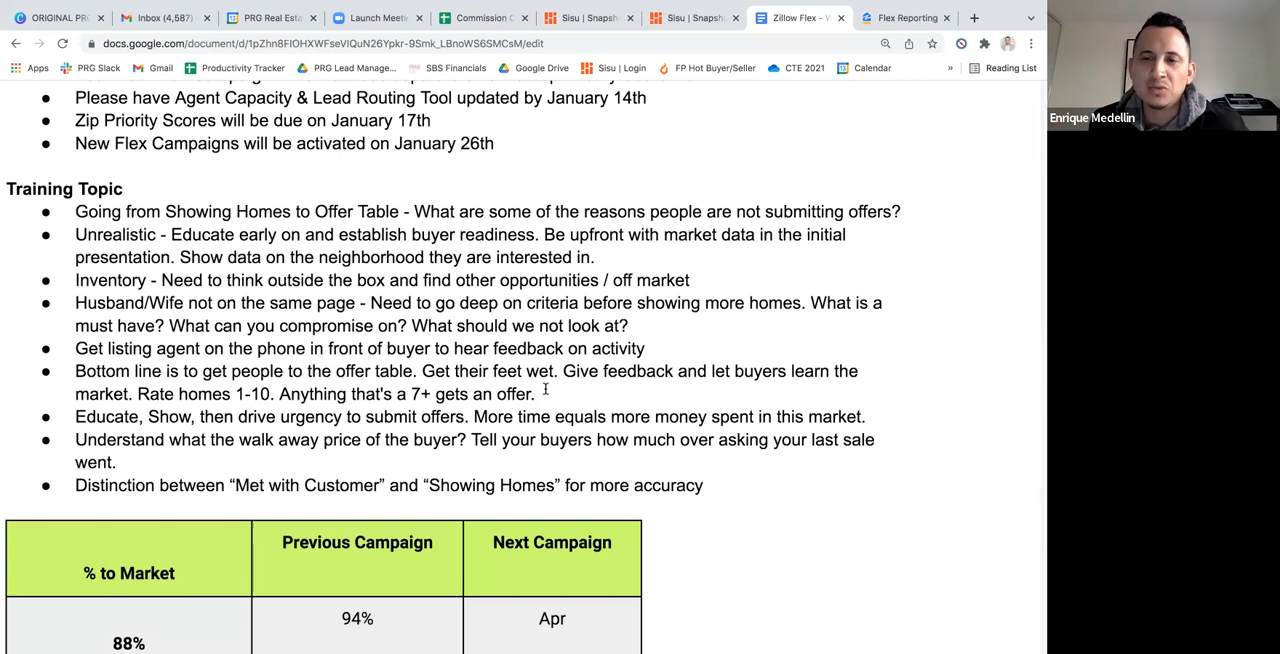 ORIGINAL PR
Inbox (4,587)
PRG Real Esta
Launch Meeti
Commission C
Sisu | Snapsh
Sisu | Snapsh
Zillow Flex - W
Flex Reporting
docs.google.com/document/d/1pZhn8FIOHXWFseVIQuN26Ypkr-9Smk_LBnoWS6SMCsM/edit
Apps
PRG Slack
Gmail
Productivity Tracker
PRG Lead Manage...
SBS Financials
Google Drive
Sisu | Login
FP Hot Buyer/Seller
CTE 2021
Calendar
»
Reading List
Enrique Medellin
● Please have Agent Capacity & Lead Routing Tool updated by January 14th
● Zip Priority Scores will be due on January 17th
● New Flex Campaigns will be activated on January 26th
Training Topic
● Going from Showing Homes to Offer Table - What are some of the reasons people are not submitting offers?
● Unrealistic - Educate early on and establish buyer readiness. Be upfront with market data in the initial
presentation. Show data on the neighborhood they are interested in.
● Inventory - Need to think outside the box and find other opportunities / off market
● Husband/Wife not on the same page - Need to go deep on criteria before showing more homes. What is a
must have? What can you compromise on? What should we not look at?
● Get listing agent on the phone in front of buyer to hear feedback on activity
● Bottom line is to get people to the offer table. Get their feet wet. Give feedback and let buyers learn the
market. Rate homes 1-10. Anything that's a 7+ gets an offer.
● Educate, Show, then drive urgency to submit offers. More time equals more money spent in this market.
● Understand what the walk away price of the buyer? Tell your buyers how much over asking your last sale
went.
● Distinction between “Met with Customer” and “Showing Homes” for more accuracy
Previous Campaign
Next Campaign
% to Market
94%
Apr
88%